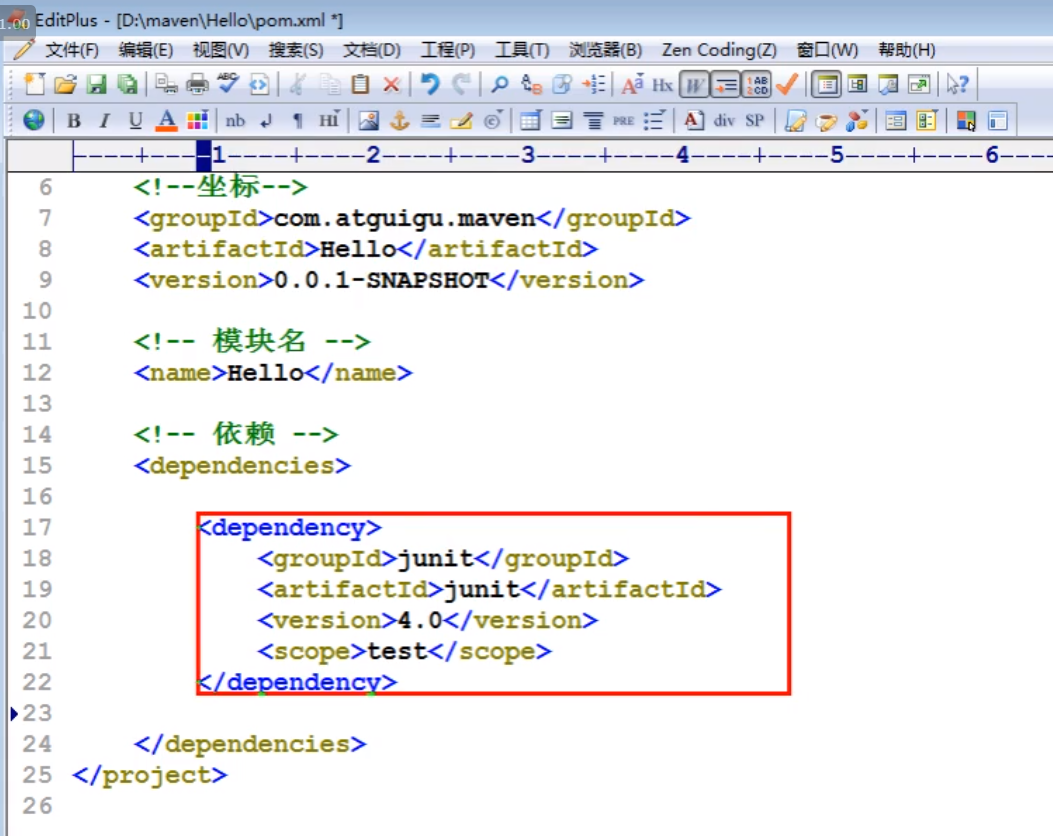 1.00
EditPlus - [D:\maven\Hello\pom.xml *]
文件(F) 编辑(E) 视图(V) 搜索(S) 文档(D) 工程(P) 工具(T) 浏览器(B) Zen Coding(Z) 窗口(W) 帮助(H)
ABC A B Aª Hx W 1AB 2CD
B I U A nb ¶ HÏ © PRE A div SP
----+----1----+----2----+----3----+----4----+----5----+----6----
6 <!--坐标-->
7 <groupId>com.atguigu.maven</groupId>
8 <artifactId>Hello</artifactId>
9 <version>0.0.1-SNAPSHOT</version>
10
11 <!-- 模块名 -->
12 <name>Hello</name>
13
14 <!-- 依赖 -->
15 <dependencies>
16
17 <dependency>
18 <groupId>junit</groupId>
19 <artifactId>junit</artifactId>
20 <version>4.0</version>
21 <scope>test</scope>
22 </dependency>
23
24 </dependencies>
25 </project>
26